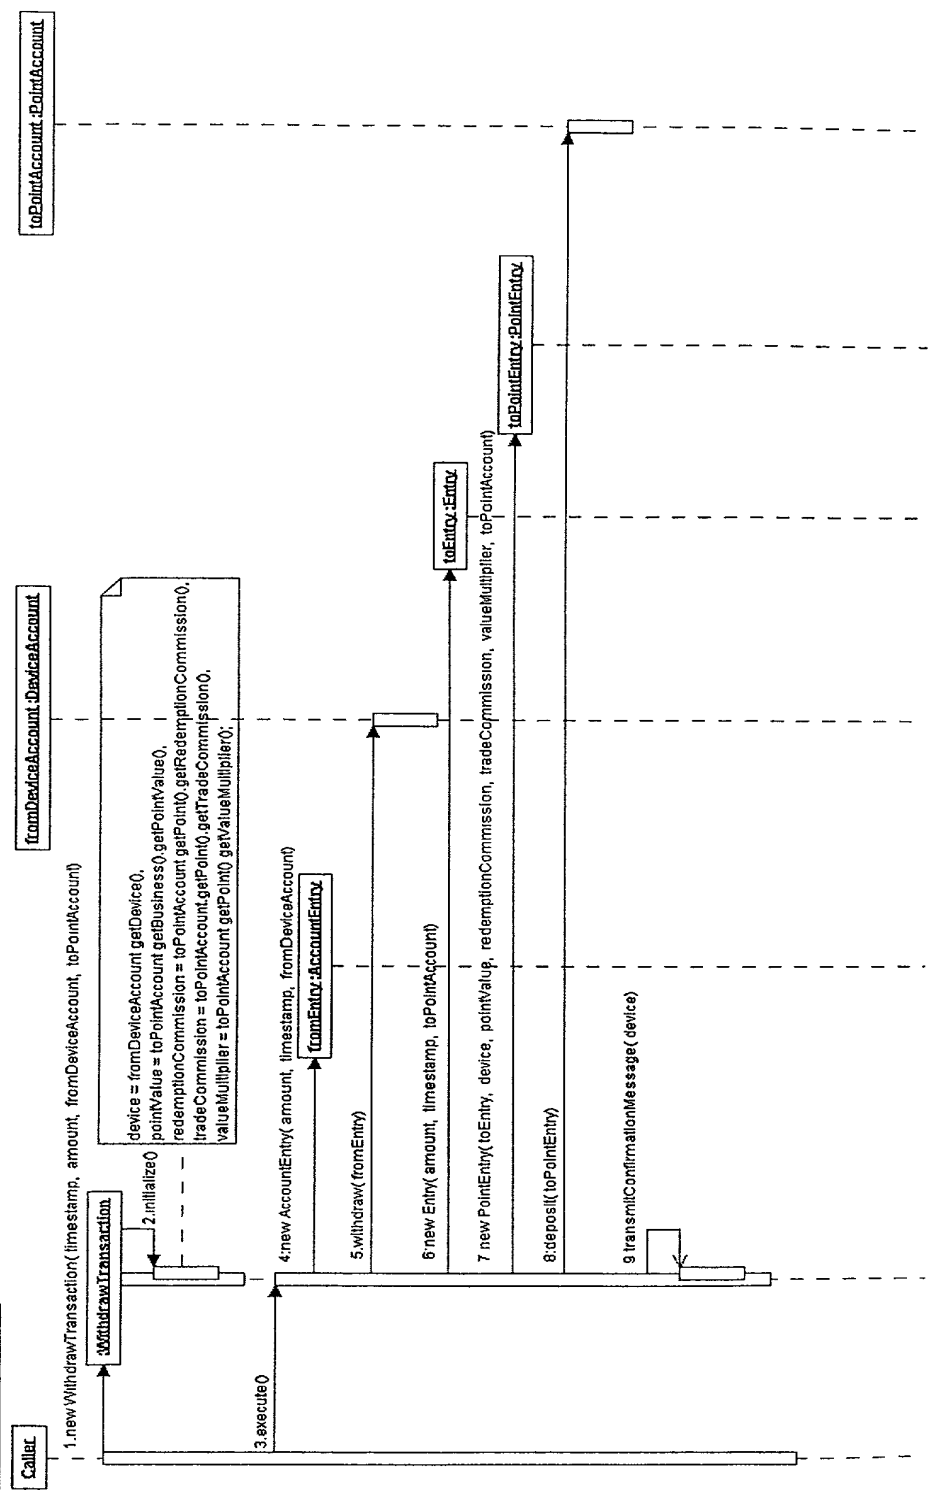 Caller
:WithdrawTransaction
fromDeviceAccount :DeviceAccount
toPointAccount :PointAccount
1.new WithdrawTransaction( timestamp, amount, fromDeviceAccount, toPointAccount)
2.initialize()
device = fromDeviceAccount getDevice(),
pointValue = toPointAccount getBusiness().getPointValue(),
redemptionCommission = toPointAccount getPoint().getRedemptionCommission(),
tradeCommission = toPointAccount.getPoint().getTradeCommission(),
valueMultiplier = toPointAccount getPoint() getValueMultiplier();
3.execute()
4:new AccountEntry( amount, timestamp, fromDeviceAccount)
fromEntry :AccountEntry
5.withdraw( fromEntry)
6:new Entry( amount, timestamp, toPointAccount)
toEntry :Entry
7 new PointEntry( toEntry, device, pointValue, redemptionCommission, tradeCommission, valueMultiplier, toPointAccount)
toPointEntry :PointEntry
8:deposit( toPointEntry)
9 transmitConfirmationMessage( device)